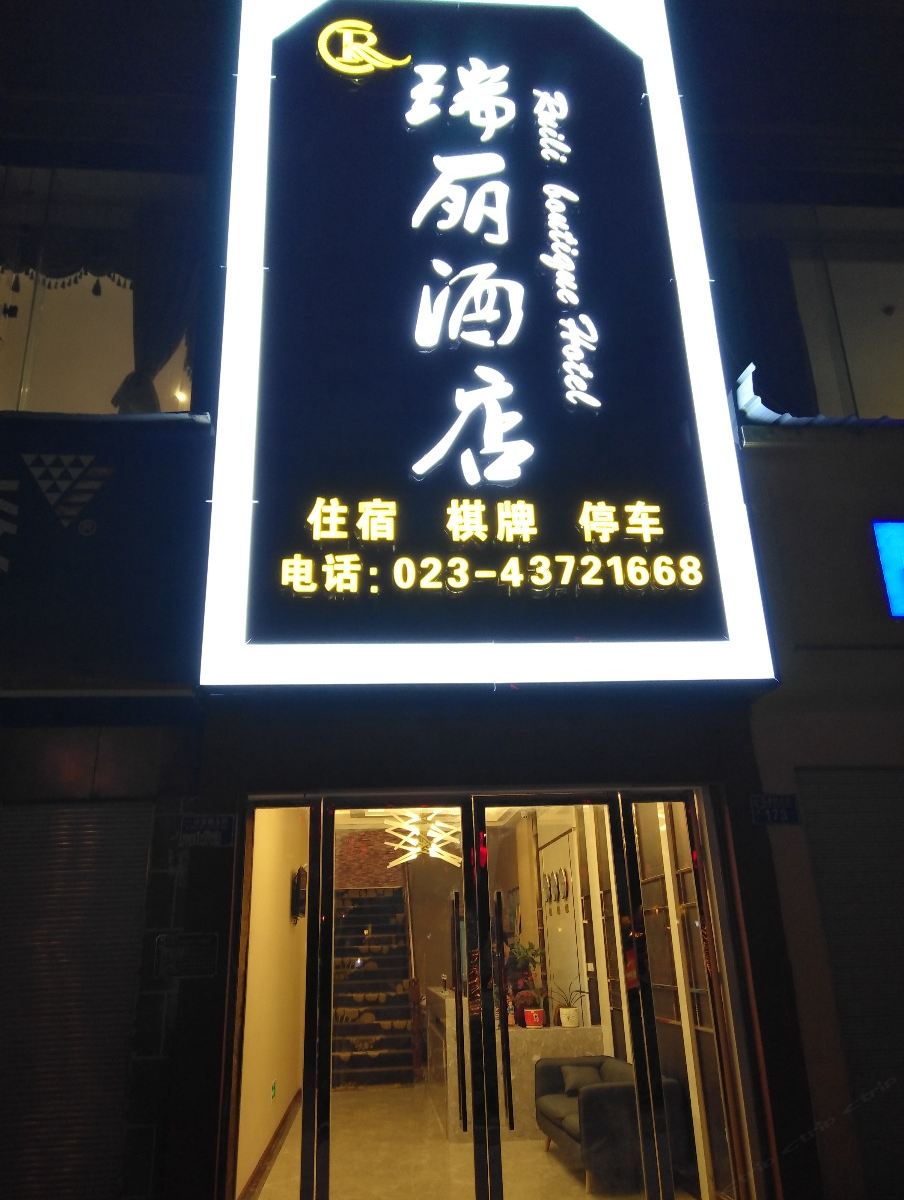 瑞丽酒店
Ruili boutique Hotel
住宿 棋牌 停车
电话:023-43721668